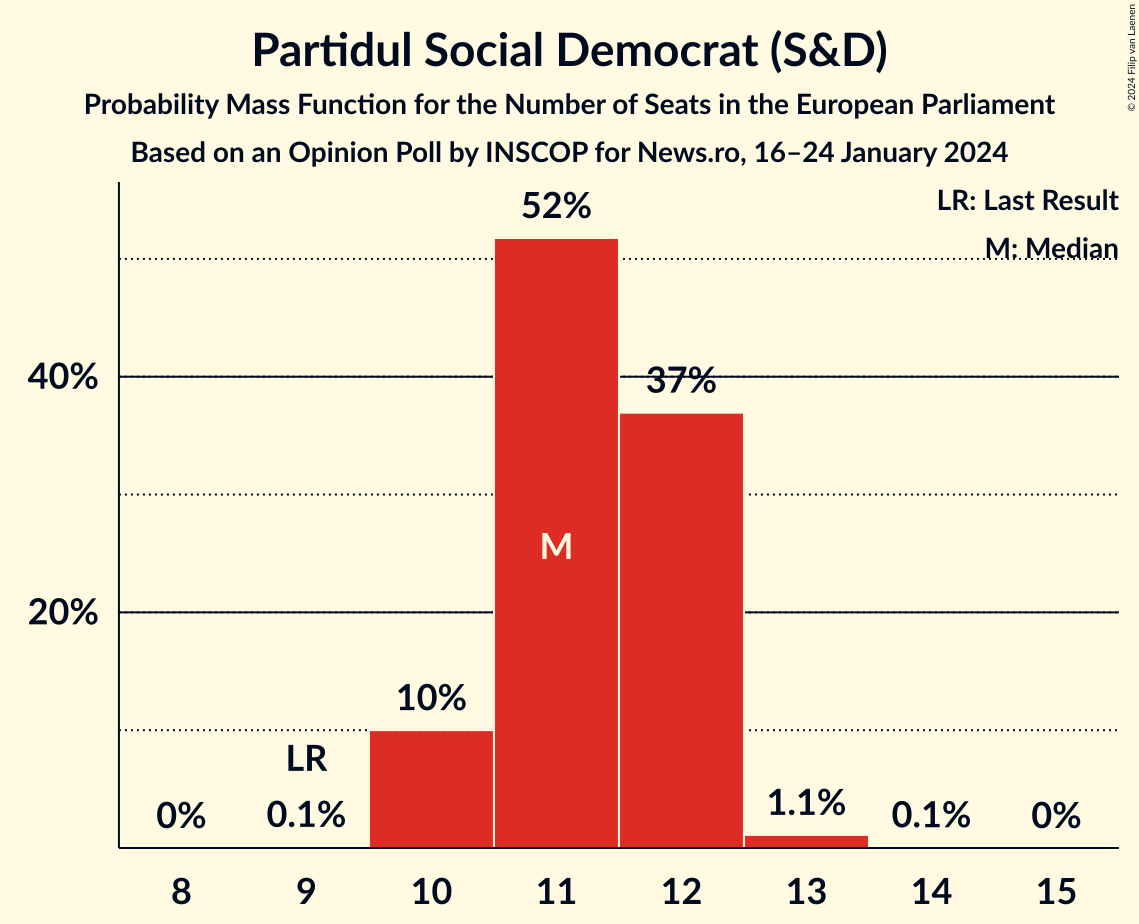 Partidul Social Democrat (S&D)
Probability Mass Function for the Number of Seats in the European Parliament
Based on an Opinion Poll by INSCOP for News.ro, 16–24 January 2024
© 2024 Filip van Laenen
LR: Last Result
M: Median
52%
40%
37%
M
20%
10%
LR
0%
0.1%
1.1%
0.1%
0%
8
9
10
11
12
13
14
15